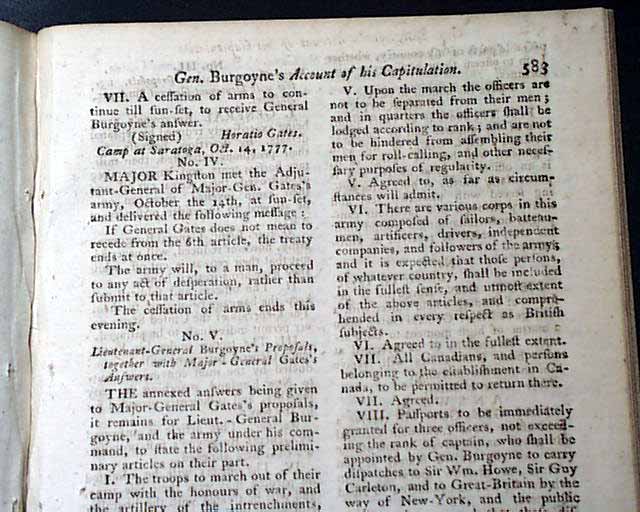 Gen. Burgoyne's Account of his Capitulation. 583
VII. A ceſſation of arms to con-
tinue till ſun-ſet, to receive General
Burgoyne's anſwer.
(Signed) Horatio Gates.
Camp at Saratoga, Oct. 14, 1777.
No. IV.
MAJOR Kingſton met the Adju-
tant-General of Major-Gen. Gates's
army, October the 14th, at ſun-ſet,
and delivered the following meſſage:
If General Gates does not mean to
recede from the 6th article, the treaty
ends at once.
The army will, to a man, proceed
to any act of deſperation, rather than
ſubmit to that article.
The ceſſation of arms ends this
evening.
No. V.
Lieutenant-General Burgoyne's Propoſals,
together with Major-General Gates's
Anſwers.
THE annexed anſwers being given
to Major-General Gates's propoſals,
it remains for Lieut.-General Bur-
goyne, and the army under his com-
mand, to ſtate the following prelimi-
nary articles on their part.
I. The troops to march out of their
camp with the honours of war, and
the artillery of the intrenchments,
V. Upon the march the officers are
not to be ſeparated from their men;
and in quarters the officers ſhall be
lodged according to rank; and are not
to be hindered from aſſembling their
men for roll-calling, and other neceſ-
ſary purpoſes of regularity.
V. Agreed to, as far as circum-
ſtances will admit.
VI. There are various corps in this
army compoſed of ſailors, batteau-
men, artificers, drivers, independent
companies, and followers of the army;
and it is expected that thoſe perſons,
of whatever country, ſhall be included
in the fulleſt ſenſe, and utmoſt extent
of the above articles, and compre-
hended in every reſpect as Britiſh
ſubjects.
VI. Agreed to in the fulleſt extent.
VII. All Canadians, and perſons
belonging to the eſtabliſhment in Ca-
nada, to be permitted to return there.
VII. Agreed.
VIII. Paſſports to be immediately
granted for three officers, not exceed-
ing the rank of captain, who ſhall be
appointed by Gen. Burgoyne to carry
diſpatches to Sir Wm. Howe, Sir Guy
Carleton, and to Great-Britain by the
way of New-York, and the public